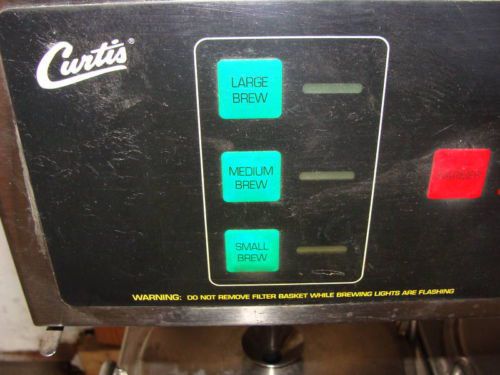 Curtis®
LARGE
BREW
MEDIUM
BREW
SMALL
BREW
WARNING: DO NOT REMOVE FILTER BASKET WHILE BREWING LIGHTS ARE FLASHING